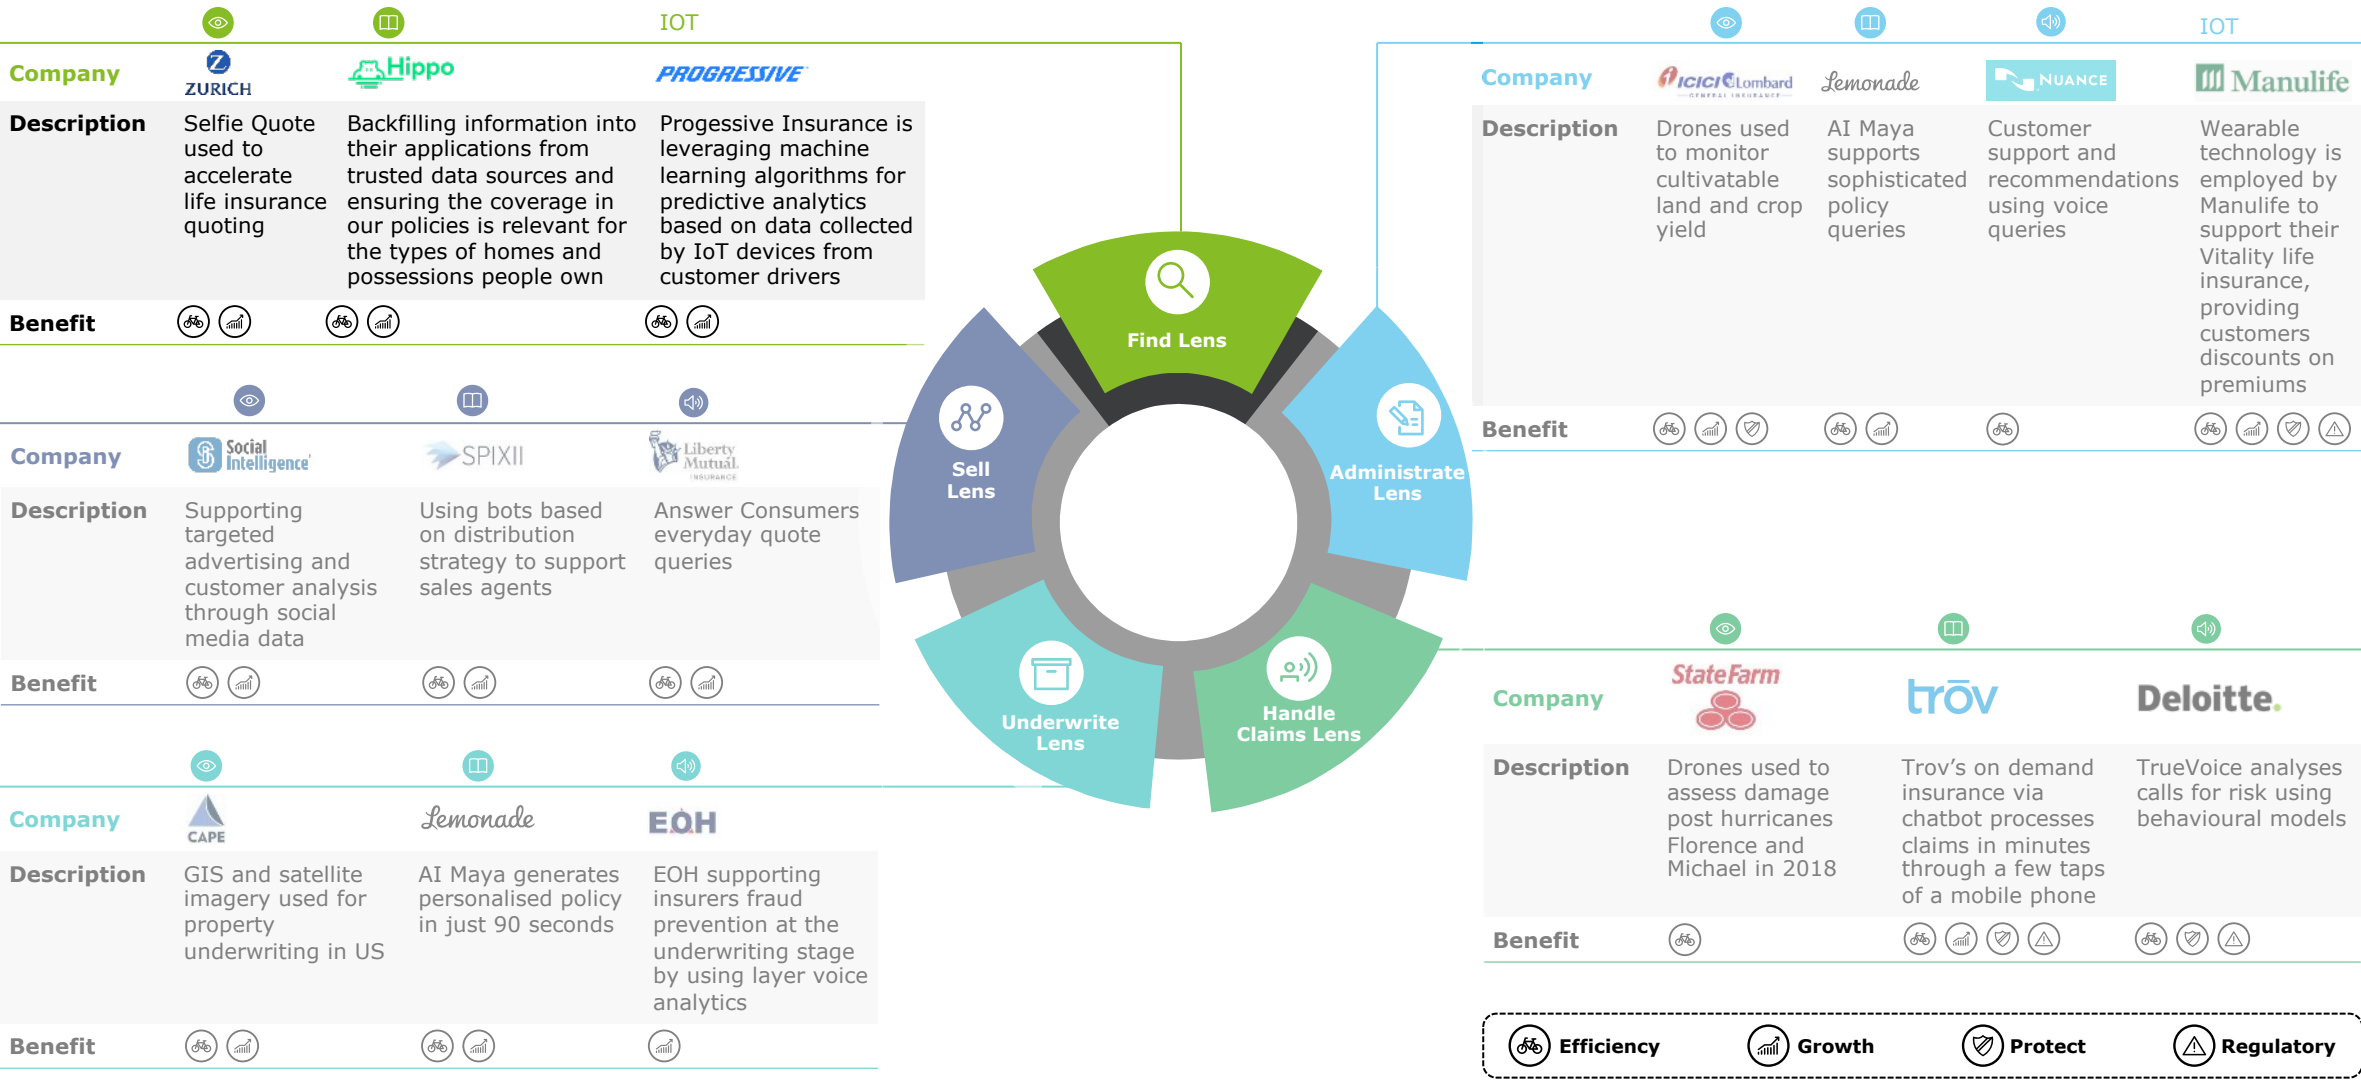 IOT
Company
Z
ZURICH
Hippo
PROGRESSIVE
Description
Selfie Quote
used to
accelerate
life insurance
quoting
Backfilling information into
their applications from
trusted data sources and
ensuring the coverage in
our policies is relevant for
the types of homes and
possessions people own
Progessive Insurance is
leveraging machine
learning algorithms for
predictive analytics
based on data collected
by IoT devices from
customer drivers
Benefit
Company
Social
Intelligence
SPIXII
Liberty
Mutual
INSURANCE
Description
Supporting
targeted
advertising and
customer analysis
through social
media data
Using bots based
on distribution
strategy to support
sales agents
Answer Consumers
everyday quote
queries
Benefit
Company
CAPE
Lemonade
EOH
Description
GIS and satellite
imagery used for
property
underwriting in US
AI Maya generates
personalised policy
in just 90 seconds
EOH supporting
insurers fraud
prevention at the
underwriting stage
by using layer voice
analytics
Benefit
Find Lens
Sell
Lens
Administrate
Lens
Underwrite
Lens
Handle
Claims Lens
IOT
Company
ICICI Lombard
GENERAL INSURANCE
Lemonade
NUANCE
Manulife
Description
Drones used
to monitor
cultivatable
land and crop
yield
AI Maya
supports
sophisticated
policy
queries
Customer
support and
recommendations
using voice
queries
Wearable
technology is
employed by
Manulife to
support their
Vitality life
insurance,
providing
customers
discounts on
premiums
Benefit
Company
StateFarm
trōv
Deloitte.
Description
Drones used to
assess damage
post hurricanes
Florence and
Michael in 2018
Trov’s on demand
insurance via
chatbot processes
claims in minutes
through a few taps
of a mobile phone
TrueVoice analyses
calls for risk using
behavioural models
Benefit
Efficiency
Growth
Protect
Regulatory